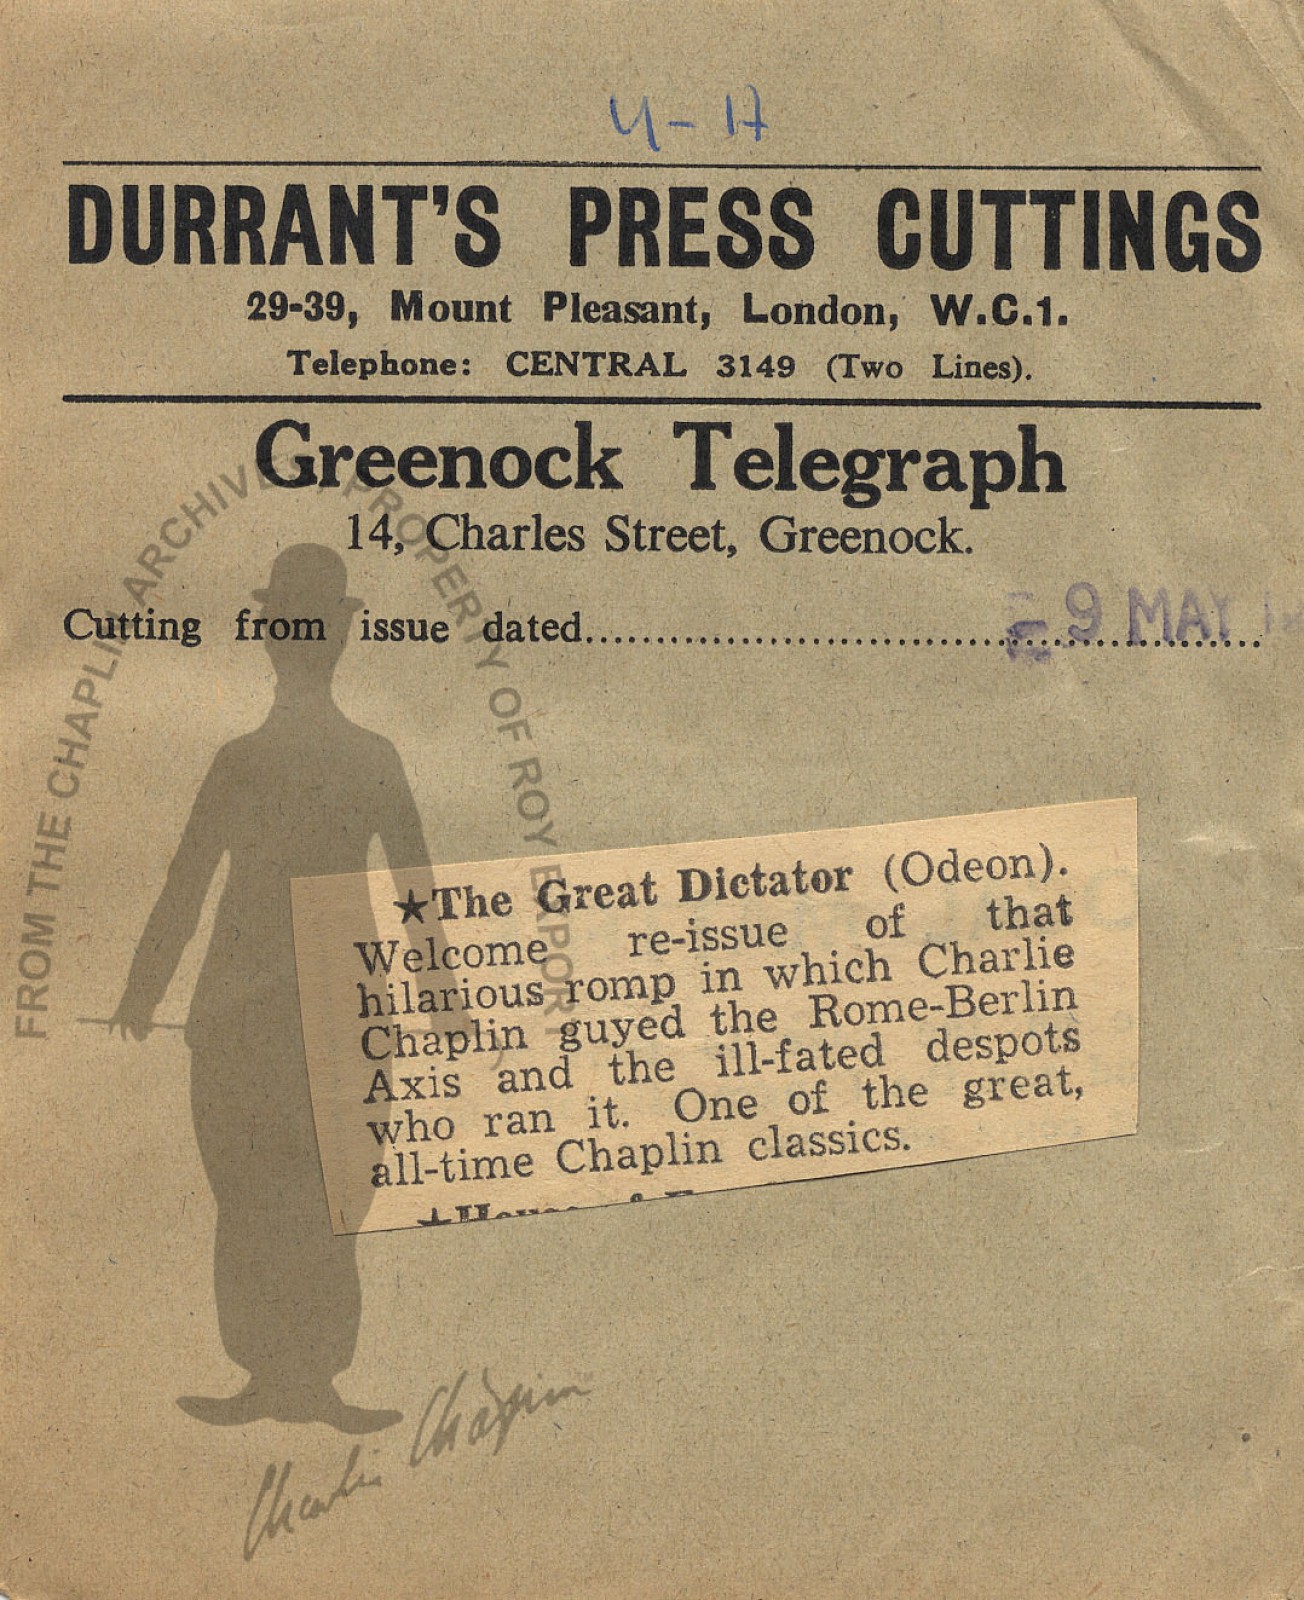 DURRANT'S PRESS CUTTINGS
29-39, Mount Pleasant, London, W.C.1.
Telephone: CENTRAL 3149 (Two Lines).
Greenock Telegraph
14, Charles Street, Greenock.
Cutting from issue dated 9 MAY
★The Great Dictator (Odeon).
Welcome re-issue of that
hilarious romp in which Charlie
Chaplin guyed the Rome-Berlin
Axis and the ill-fated despots
who ran it. One of the great,
all-time Chaplin classics.
FROM THE CHAPLIN ARCHIVES PROPERTY OF ROY EXPORT
Charlie Chaplin